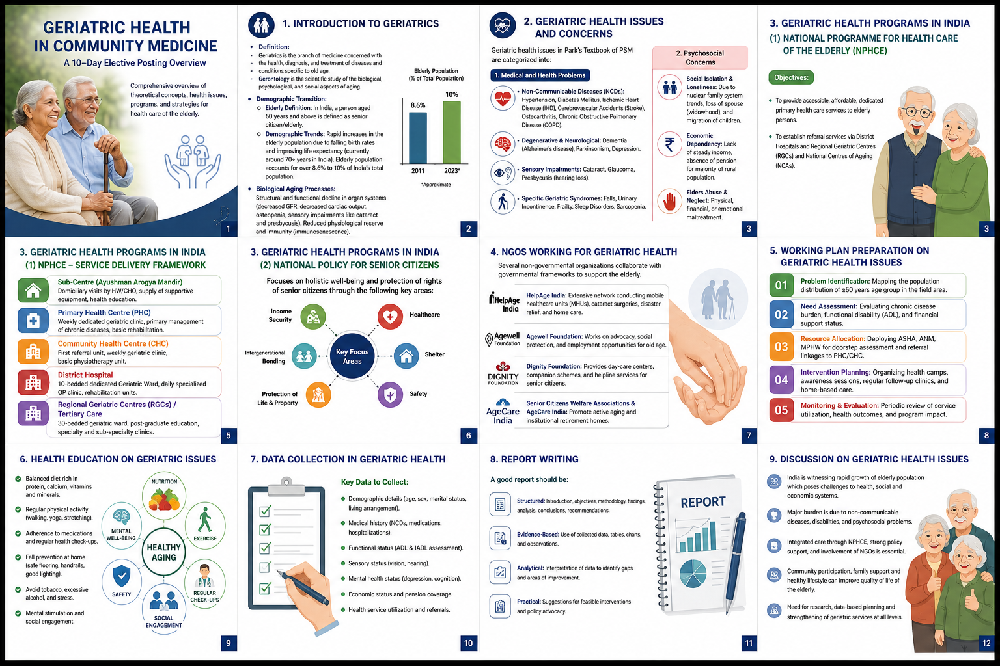 GERIATRIC HEALTH
IN COMMUNITY MEDICINE
A 10–Day Elective Posting Overview
Comprehensive overview of
theoretical concepts, health issues,
programs, and strategies for
health care of the elderly.
1
1. INTRODUCTION TO GERIATRICS
• Definition:
- Geriatrics is the branch of medicine concerned with
- the health, diagnosis, and treatment of diseases and
- conditions specific to old age.
- Gerontology is the scientific study of the biological,
psychological, and social aspects of aging.
• Demographic Transition:
Elderly Definition: In India, a person aged
60 years and above is defined as senior
citizen/elderly.
Demographic Trends: Rapid increases in the
elderly population due to falling birth rates
and improving life expectancy (currently
around 70+ years in India). Elderly population
accounts for over 8.6% to 10% of India's total
population.
• Biological Aging Processes:
Structural and functional decline in organ systems
(decreased GFR, decreased cardiac output,
osteopenia, sensory impairments like cataract
and presbycusis). Reduced physiological reserve
and immunity (immunosenescence).
Elderly Population
(% of Total Population)
8.6%
10%
2011
2023*
*Approximate
2
2. GERIATRIC HEALTH ISSUES
AND CONCERNS
Geriatric health issues in Park's Textbook of PSM
are categorized into:
1. Medical and Health Problems
• Non-Communicable Diseases (NCDs):
Hypertension, Diabetes Mellitus, Ischemic Heart
Disease (IHD), Cerebrovascular Accidents (Stroke),
Osteoarthritis, Chronic Obstructive Pulmonary
Disease (COPD).
• Degenerative & Neurological: Dementia
(Alzheimer's disease), Parkinsonism, Depression.
• Sensory Impairments: Cataract, Glaucoma,
Presbycusis (hearing loss).
• Specific Geriatric Syndromes: Falls, Urinary
Incontinence, Frailty, Sleep Disorders, Sarcopenia.
2. Psychosocial
Concerns
Social Isolation &
Loneliness: Due to
nuclear family system
trends, loss of spouse
(widowhood), and
migration of children.
₹
Economic
Dependency: Lack
of steady income,
absence of pension
for majority of rural
population.
Elders Abuse &
Neglect: Physical,
financial, or emotional
maltreatment.
3
3. GERIATRIC HEALTH PROGRAMS IN INDIA
(1) NATIONAL PROGRAMME FOR HEALTH CARE
OF THE ELDERLY (NPHCE)
Objectives:
• To provide accessible, affordable, dedicated
primary health care services to elderly
persons.
• To establish referral services via District
Hospitals and Regional Geriatric Centres
(RGCs) and National Centres of Ageing
(NCAs).
3
3. GERIATRIC HEALTH PROGRAMS IN INDIA
(1) NPHCE – SERVICE DELIVERY FRAMEWORK
Sub-Centre (Ayushman Arogya Mandir)
Domiciliary visits by HW/CHO, supply of supportive
equipment, health education.
Primary Health Centre (PHC)
Weekly dedicated geriatric clinic, primary management
of chronic diseases, basic rehabilitation.
Community Health Centre (CHC)
First referral unit, weekly geriatric clinic,
basic physiotherapy unit.
District Hospital
10-bedded dedicated Geriatric Ward, daily specialized
OP clinic, rehabilitation units.
Regional Geriatric Centres (RGCs) /
Tertiary Care
30-bedded geriatric ward, post-graduate education,
specialty and sub-specialty clinics.
5
3. GERIATRIC HEALTH PROGRAMS IN INDIA
(2) NATIONAL POLICY FOR SENIOR CITIZENS
Focuses on holistic well-being and protection of rights
of senior citizens through the following key areas:
Income
Security
Healthcare
Intergenerational
Bonding
Key Focus
Areas
Shelter
Protection of
Life & Property
Safety
6
4. NGOS WORKING FOR GERIATRIC HEALTH
Several non-governmental organizations collaborate with
governmental frameworks to support the elderly.
HelpAge
India
HelpAge India: Extensive network conducting mobile
healthcare units (MHUs), cataract surgeries, disaster
relief, and home care.
Agewell
Foundation
Agewell Foundation: Works on advocacy, social
protection, and employment opportunities for old age.
DIGNITY
FOUNDATION
Dignity Foundation: Provides day-care centers,
companion schemes, and helpline services for
senior citizens.
AgeCare
India
Senior Citizens Welfare Associations &
AgeCare India: Promote active aging and
institutional retirement homes.
7
5. WORKING PLAN PREPARATION ON
GERIATRIC HEALTH ISSUES
01
Problem Identification: Mapping the population
distribution of ≤60 years age group in the field area.
02
Need Assessment: Evaluating chronic disease
burden, functional disability (ADL), and financial
support status.
03
Resource Allocation: Deploying ASHA, ANM,
MPHW for doorstep assessment and referral
linkages to PHC/CHC.
04
Intervention Planning: Organizing health camps,
awareness sessions, regular follow-up clinics, and
home-based care.
05
Monitoring & Evaluation: Periodic review of service
utilization, health outcomes, and program impact.
8
6. HEALTH EDUCATION ON GERIATRIC ISSUES
Balanced diet rich in
protein, calcium, vitamins
and minerals.
Regular physical activity
(walking, yoga, stretching).
Adherence to medications
and regular health check-ups.
Fall prevention at home
(safe flooring, handrails,
good lighting).
Avoid tobacco, excessive
alcohol, and stress.
Mental stimulation and
social engagement.
NUTRITION
MENTAL
WELL-BEING
EXERCISE
HEALTHY
AGING
SAFETY
REGULAR
CHECK-UPS
SOCIAL
ENGAGEMENT
9
7. DATA COLLECTION IN GERIATRIC HEALTH
Key Data to Collect:
Demographic details (age, sex, marital status,
living arrangement).
Medical history (NCDs, medications,
hospitalizations).
Functional status (ADL & IADL assessment).
Sensory status (vision, hearing).
Mental health status (depression, cognition).
Economic status and pension coverage.
Health service utilization and referrals.
10
8. REPORT WRITING
A good report should be:
Structured: Introduction, objectives, methodology, findings,
analysis, conclusions, recommendations.
Evidence-Based: Use of collected data, tables, charts,
and observations.
Analytical: Interpretation of data to identify gaps
and areas of improvement.
Practical: Suggestions for feasible interventions
and policy advocacy.
REPORT
11
9. DISCUSSION ON GERIATRIC HEALTH ISSUES
India is witnessing rapid growth of elderly population
which poses challenges to health, social and
economic systems.
Major burden is due to non-communicable
diseases, disabilities, and psychosocial problems.
Integrated care through NPHCE, strong policy
support, and involvement of NGOs is essential.
Community participation, family support and
healthy lifestyle can improve quality of life of
the elderly.
Need for research, data-based planning and
strengthening of geriatric services at all levels.
12